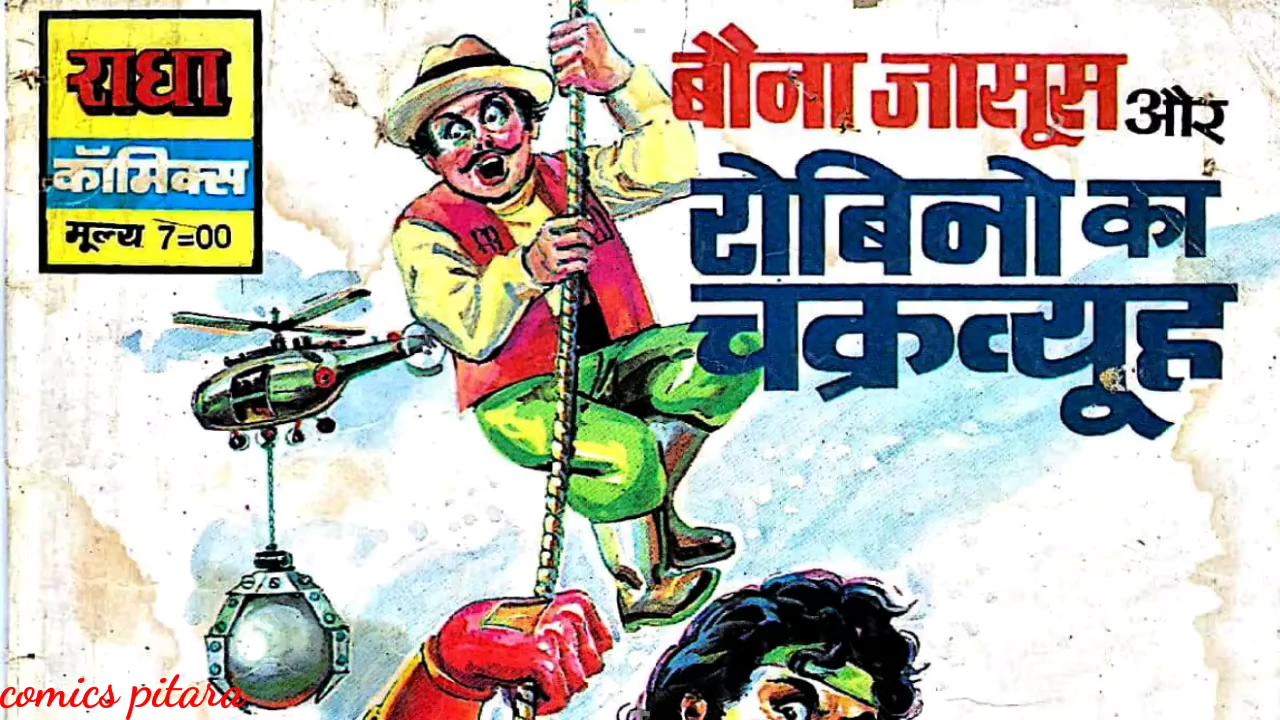 राधा
कॉमिक्स
मूल्य 7=00
बौना जासूस और
रोबिनो का
चक्रव्यूह
comics pitara